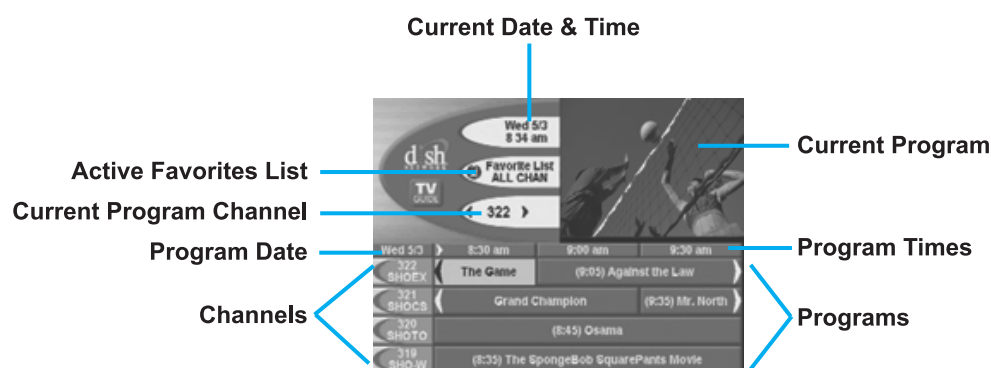 Current Date & Time
Wed 5/3
8 34 am
Current Program
dish
NETWORK
Favorite List
ALL CHAN
Active Favorites List
TV
GUIDE
Current Program Channel
322
Program Date
Wed 5/3
8:30 am
9:00 am
9:30 am
Program Times
322
SHOEX
The Game
(9:05) Against the Law
Channels
321
SHOCS
Grand Champion
(9:35) Mr. North
Programs
320
SHOTO
(8:45) Osama
319
SHO-W
(8:35) The SpongeBob SquarePants Movie